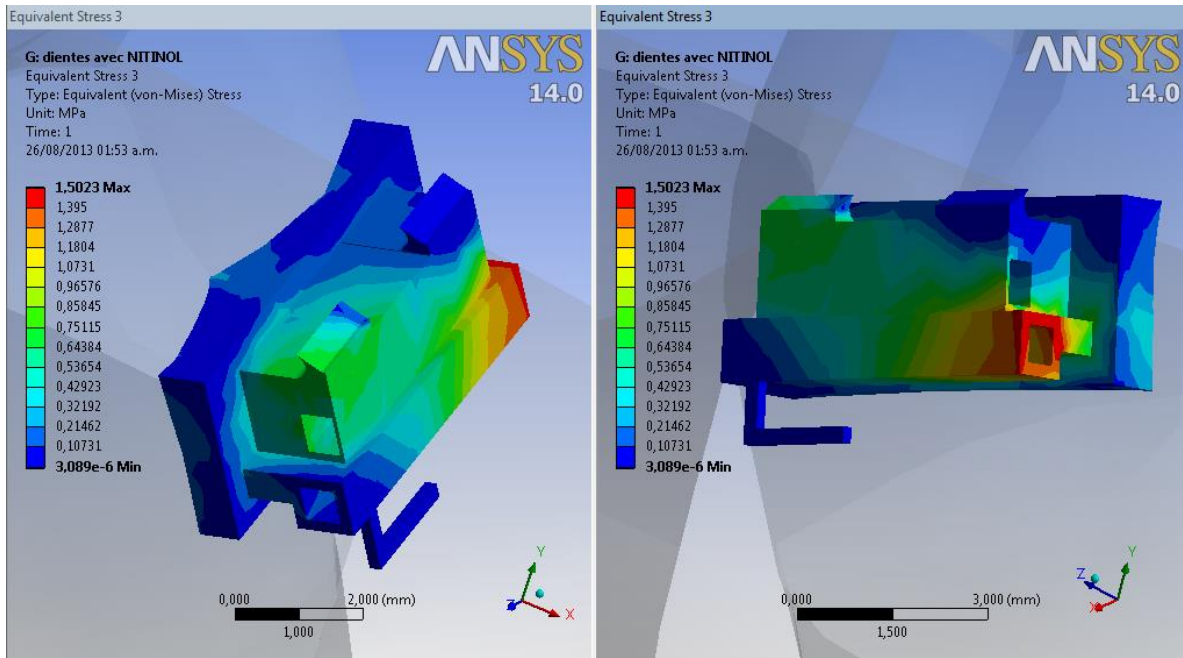 Equivalent Stress 3
ANSYS
14.0
G: dientes avec NITINOL
Equivalent Stress 3
Type: Equivalent (von-Mises) Stress
Unit: MPa
Time: 1
26/08/2013 01:53 a.m.
1,5023 Max
1,395
1,2877
1,1804
1,0731
0,96576
0,85845
0,75115
0,64384
0,53654
0,42923
0,32192
0,21462
0,10731
3,089e-6 Min
0,000
2,000 (mm)
1,000
Y
Z
X
Equivalent Stress 3
ANSYS
14.0
G: dientes avec NITINOL
Equivalent Stress 3
Type: Equivalent (von-Mises) Stress
Unit: MPa
Time: 1
26/08/2013 01:53 a.m.
1,5023 Max
1,395
1,2877
1,1804
1,0731
0,96576
0,85845
0,75115
0,64384
0,53654
0,42923
0,32192
0,21462
0,10731
3,089e-6 Min
0,000
3,000 (mm)
1,500
Y
Z
X